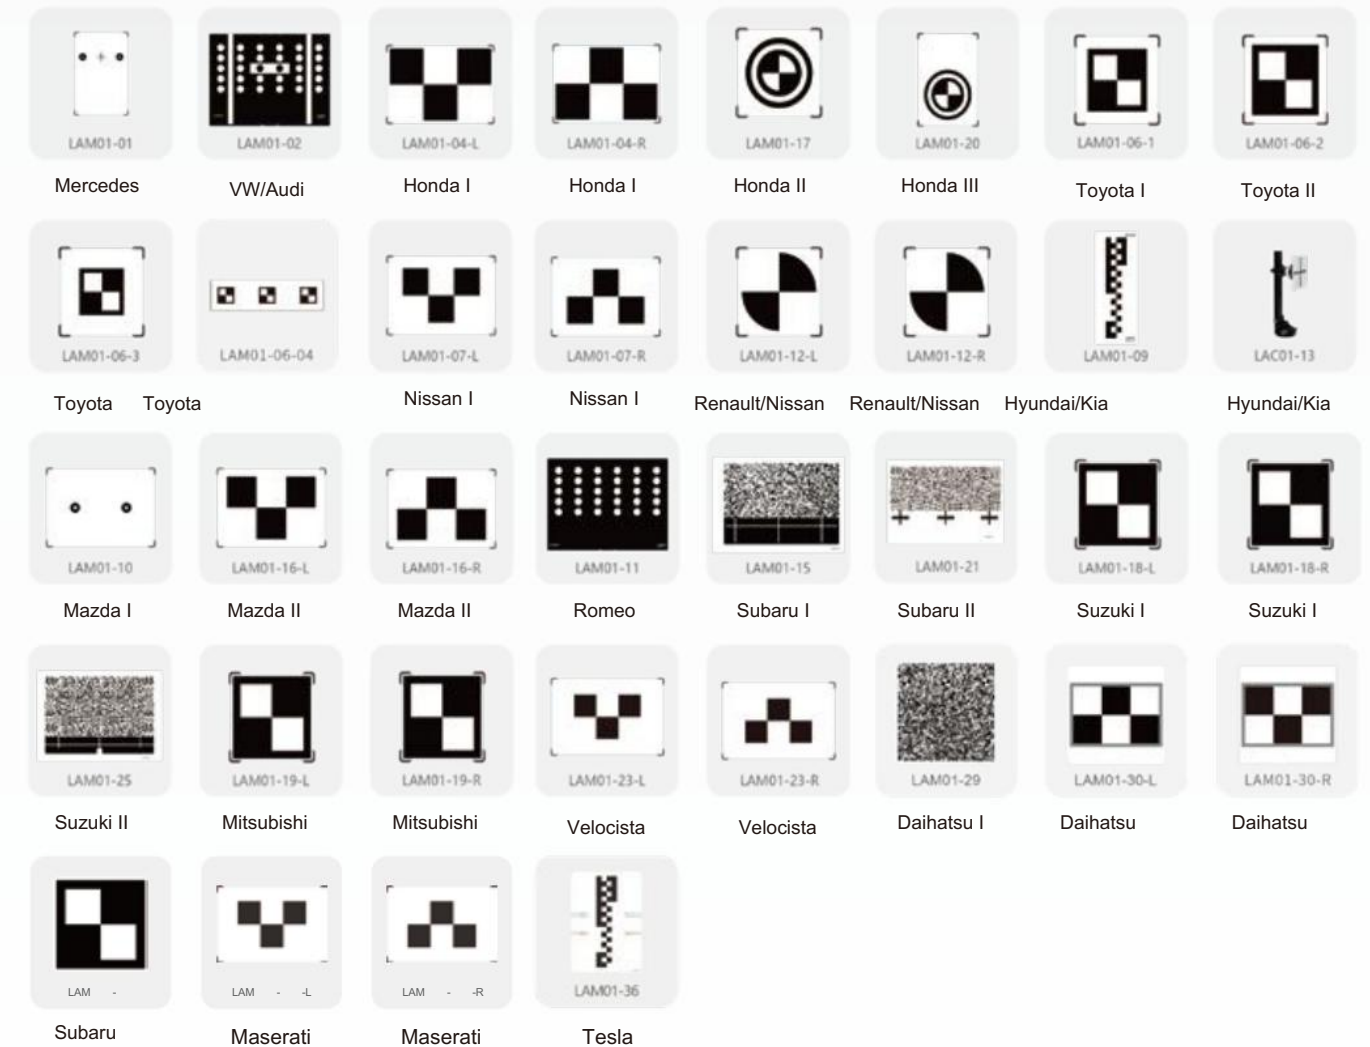 LAM01-01 LAM01-02 LAM01-04-L LAM01-04-R LAM01-17 LAM01-20 LAM01-06-1 LAM01-06-2
Mercedes VW/Audi Honda I Honda I Honda II Honda III Toyota I Toyota II
LAM01-06-3 LAM01-06-04 LAM01-07-L LAM01-07-R LAM01-12-L LAM01-12-R LAM01-09 LAC01-13
Toyota Toyota Nissan I Nissan I Renault/Nissan Renault/Nissan Hyundai/Kia Hyundai/Kia
LAM01-10 LAM01-16-L LAM01-16-R LAM01-11 LAM01-15 LAM01-21 LAM01-18-L LAM01-18-R
Mazda I Mazda II Mazda II Romeo Subaru I Subaru II Suzuki I Suzuki I
LAM01-25 LAM01-19-L LAM01-19-R LAM01-23-L LAM01-23-R LAM01-29 LAM01-30-L LAM01-30-R
Suzuki II Mitsubishi Mitsubishi Velocista Velocista Daihatsu I Daihatsu Daihatsu
LAM - LAM - -L LAM - -R LAM01-36
Subaru Maserati Maserati Tesla